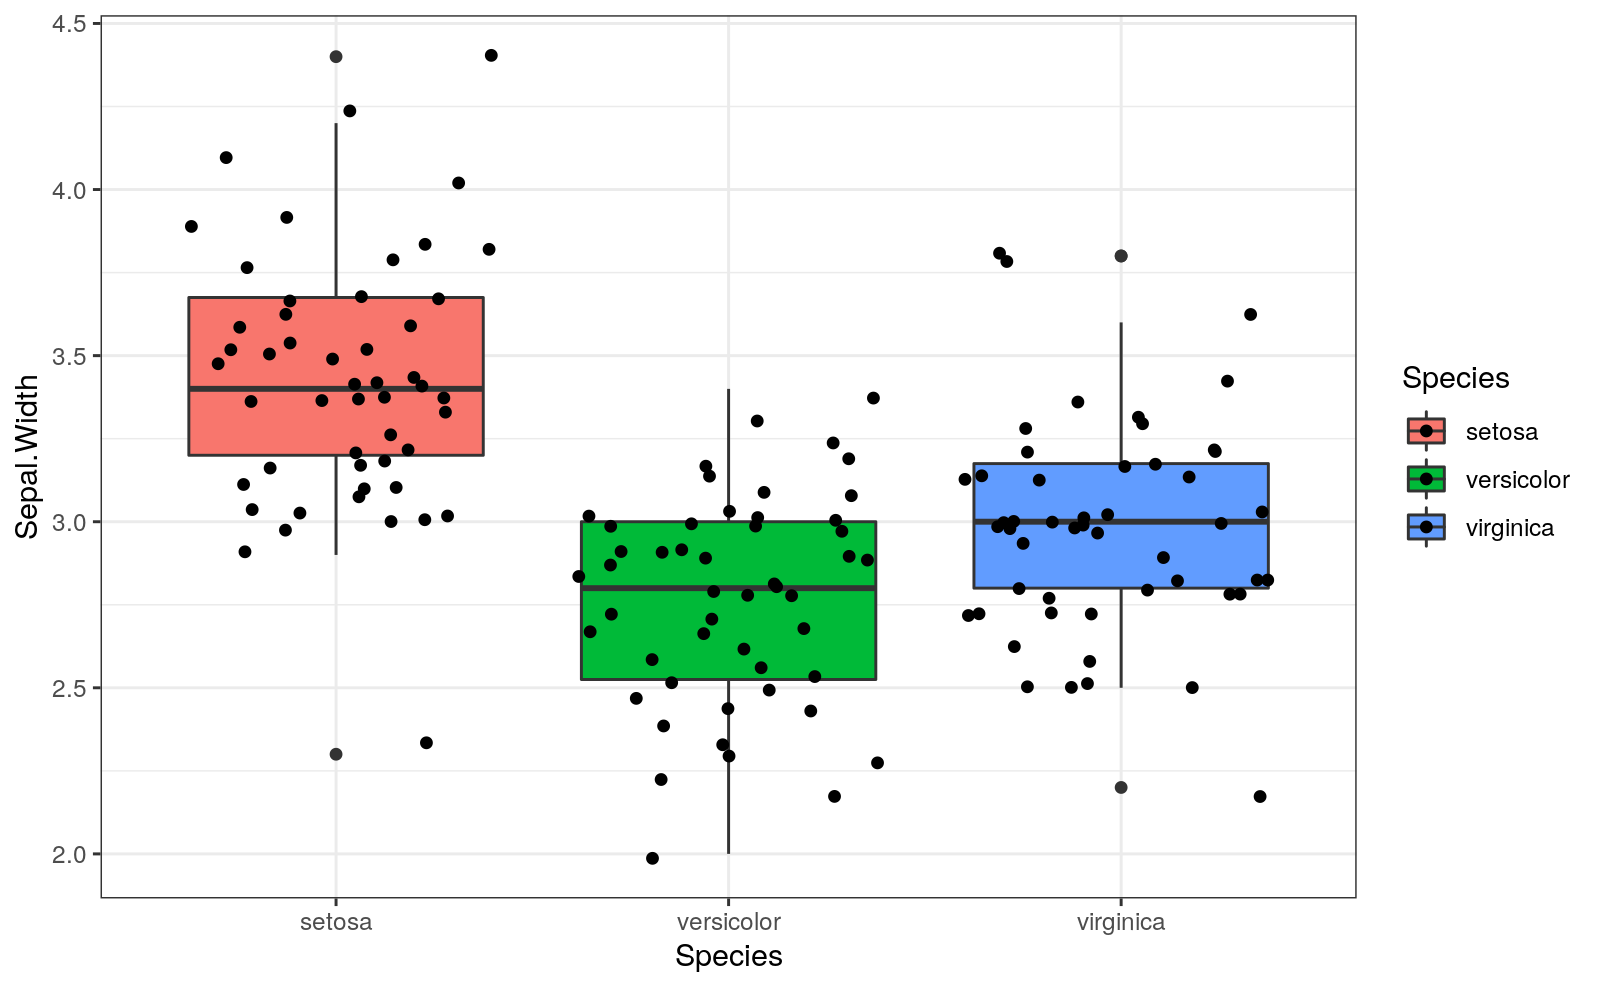 Sepal.Width
4.5
4.0
3.5
3.0
2.5
2.0
setosa versicolor virginica
Species
Species
setosa
versicolor
virginica